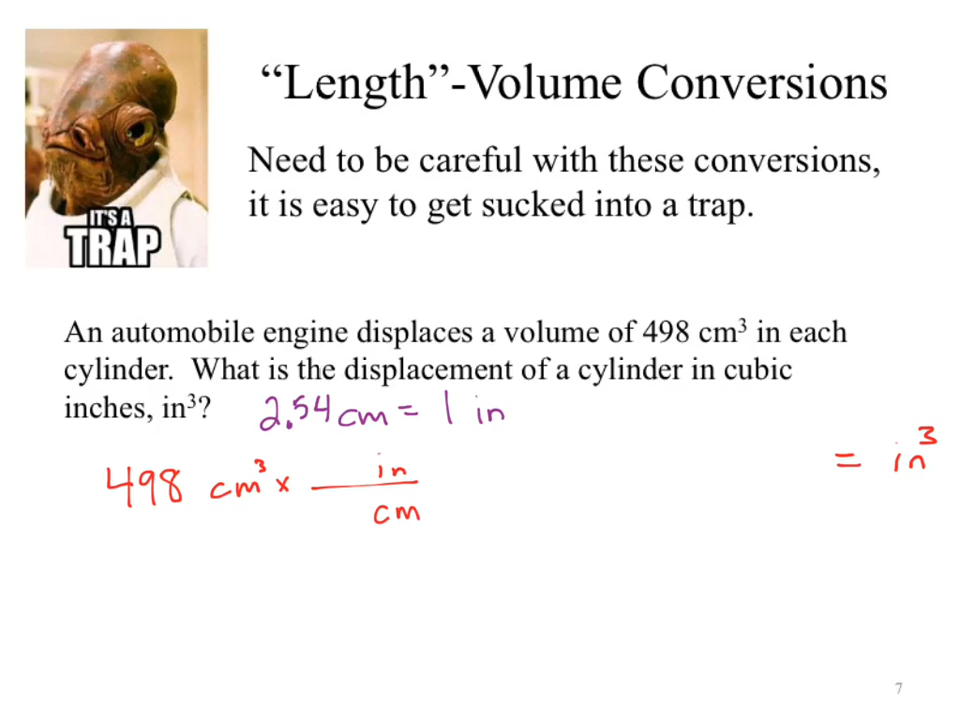 “Length”-Volume Conversions
Need to be careful with these conversions,
it is easy to get sucked into a trap.
IT'S A
TRAP
An automobile engine displaces a volume of 498 cm³ in each
cylinder. What is the displacement of a cylinder in cubic
inches, in³? 2.54 cm = 1 in
498 cm³ × in / cm = in³
7